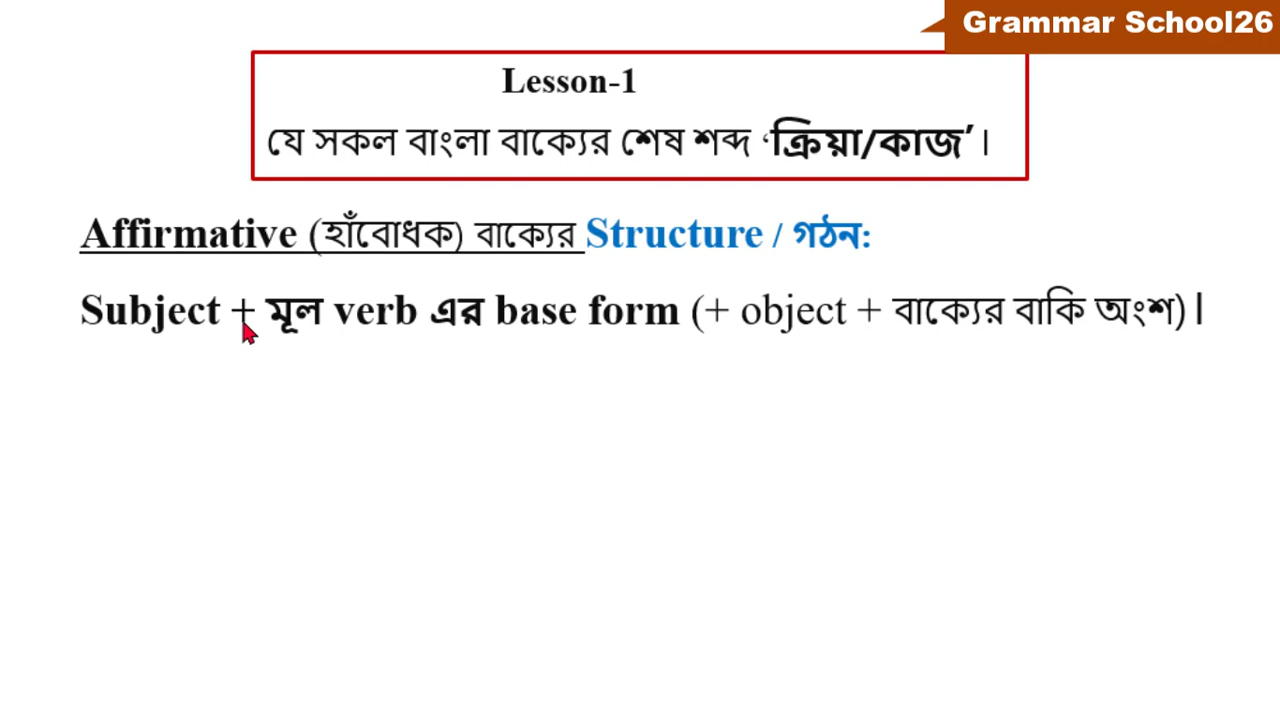 Grammar School26
Lesson-1
যে সকল বাংলা বাক্যের শেষ শব্দ ‘ক্রিয়া/কাজ’ ।
Affirmative (হাঁবোধক) বাক্যের Structure / গঠন:
Subject + মূল verb এর base form (+ object + বাক্যের বাকি অংশ) |